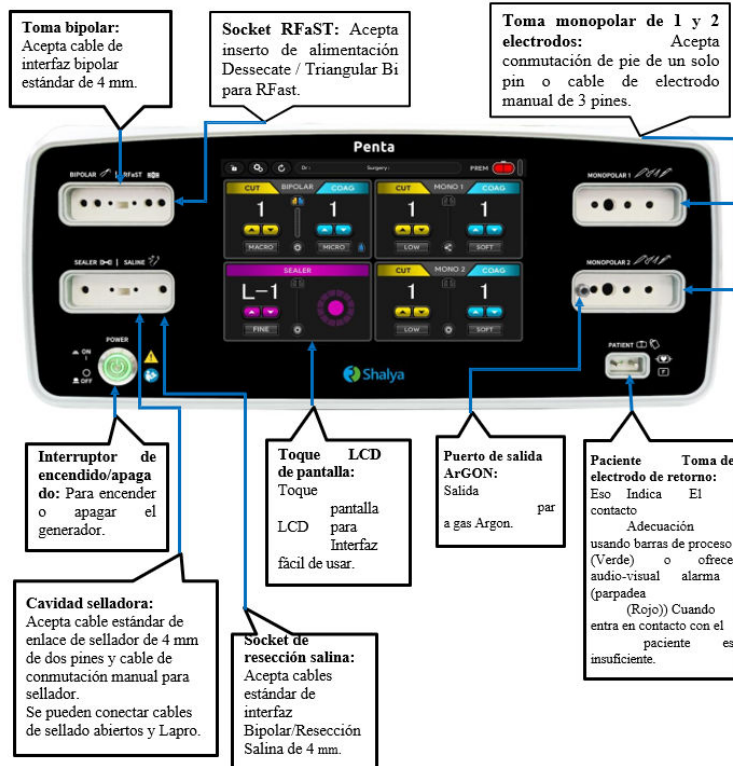 Toma bipolar:
Acepta cable de
interfaz bipolar
estándar de 4 mm.
Socket RFaST: Acepta
inserto de alimentación
Dessecate / Triangular Bi
para RFast.
Toma monopolar de 1 y 2
electrodos: Acepta
conmutación de pie de un solo
pin o cable de electrodo
manual de 3 pines.
Penta
BIPOLAR RFaST
Dr : Surgery : PREM
CUT BIPOLAR COAG
1 1
MACRO MICRO
CUT MONO 1 COAG
1 1
LOW SOFT
MONOPOLAR 1
SEALER SALINE
SEALER
L-1
FINE
CUT MONO 2 COAG
1 1
LOW SOFT
MONOPOLAR 2
POWER
ON
I
OFF
Shalya
PATIENT
F
Interruptor de
encendido/apaga
do: Para encender
o apagar el
generador.
Toque LCD
de pantalla:
Toque
pantalla
LCD para
Interfaz
fácil de usar.
Puerto de salida
ArGON:
Salida
par
a gas Argon.
Paciente Toma de
electrodo de retorno:
Eso Indica El
contacto
Adecuación
usando barras de proceso
(Verde) o ofrece
audio-visual alarma
(parpadea
(Rojo)) Cuando
entra en contacto con el
paciente es
insuficiente.
Cavidad selladora:
Acepta cable estándar de
enlace de sellador de 4 mm
de dos pines y cable de
conmutación manual para
sellador.
Se pueden conectar cables
de sellado abiertos y Lapro.
Socket de
resección salina:
Acepta cables
estándar de
interfaz
Bipolar/Resección
Salina de 4 mm.